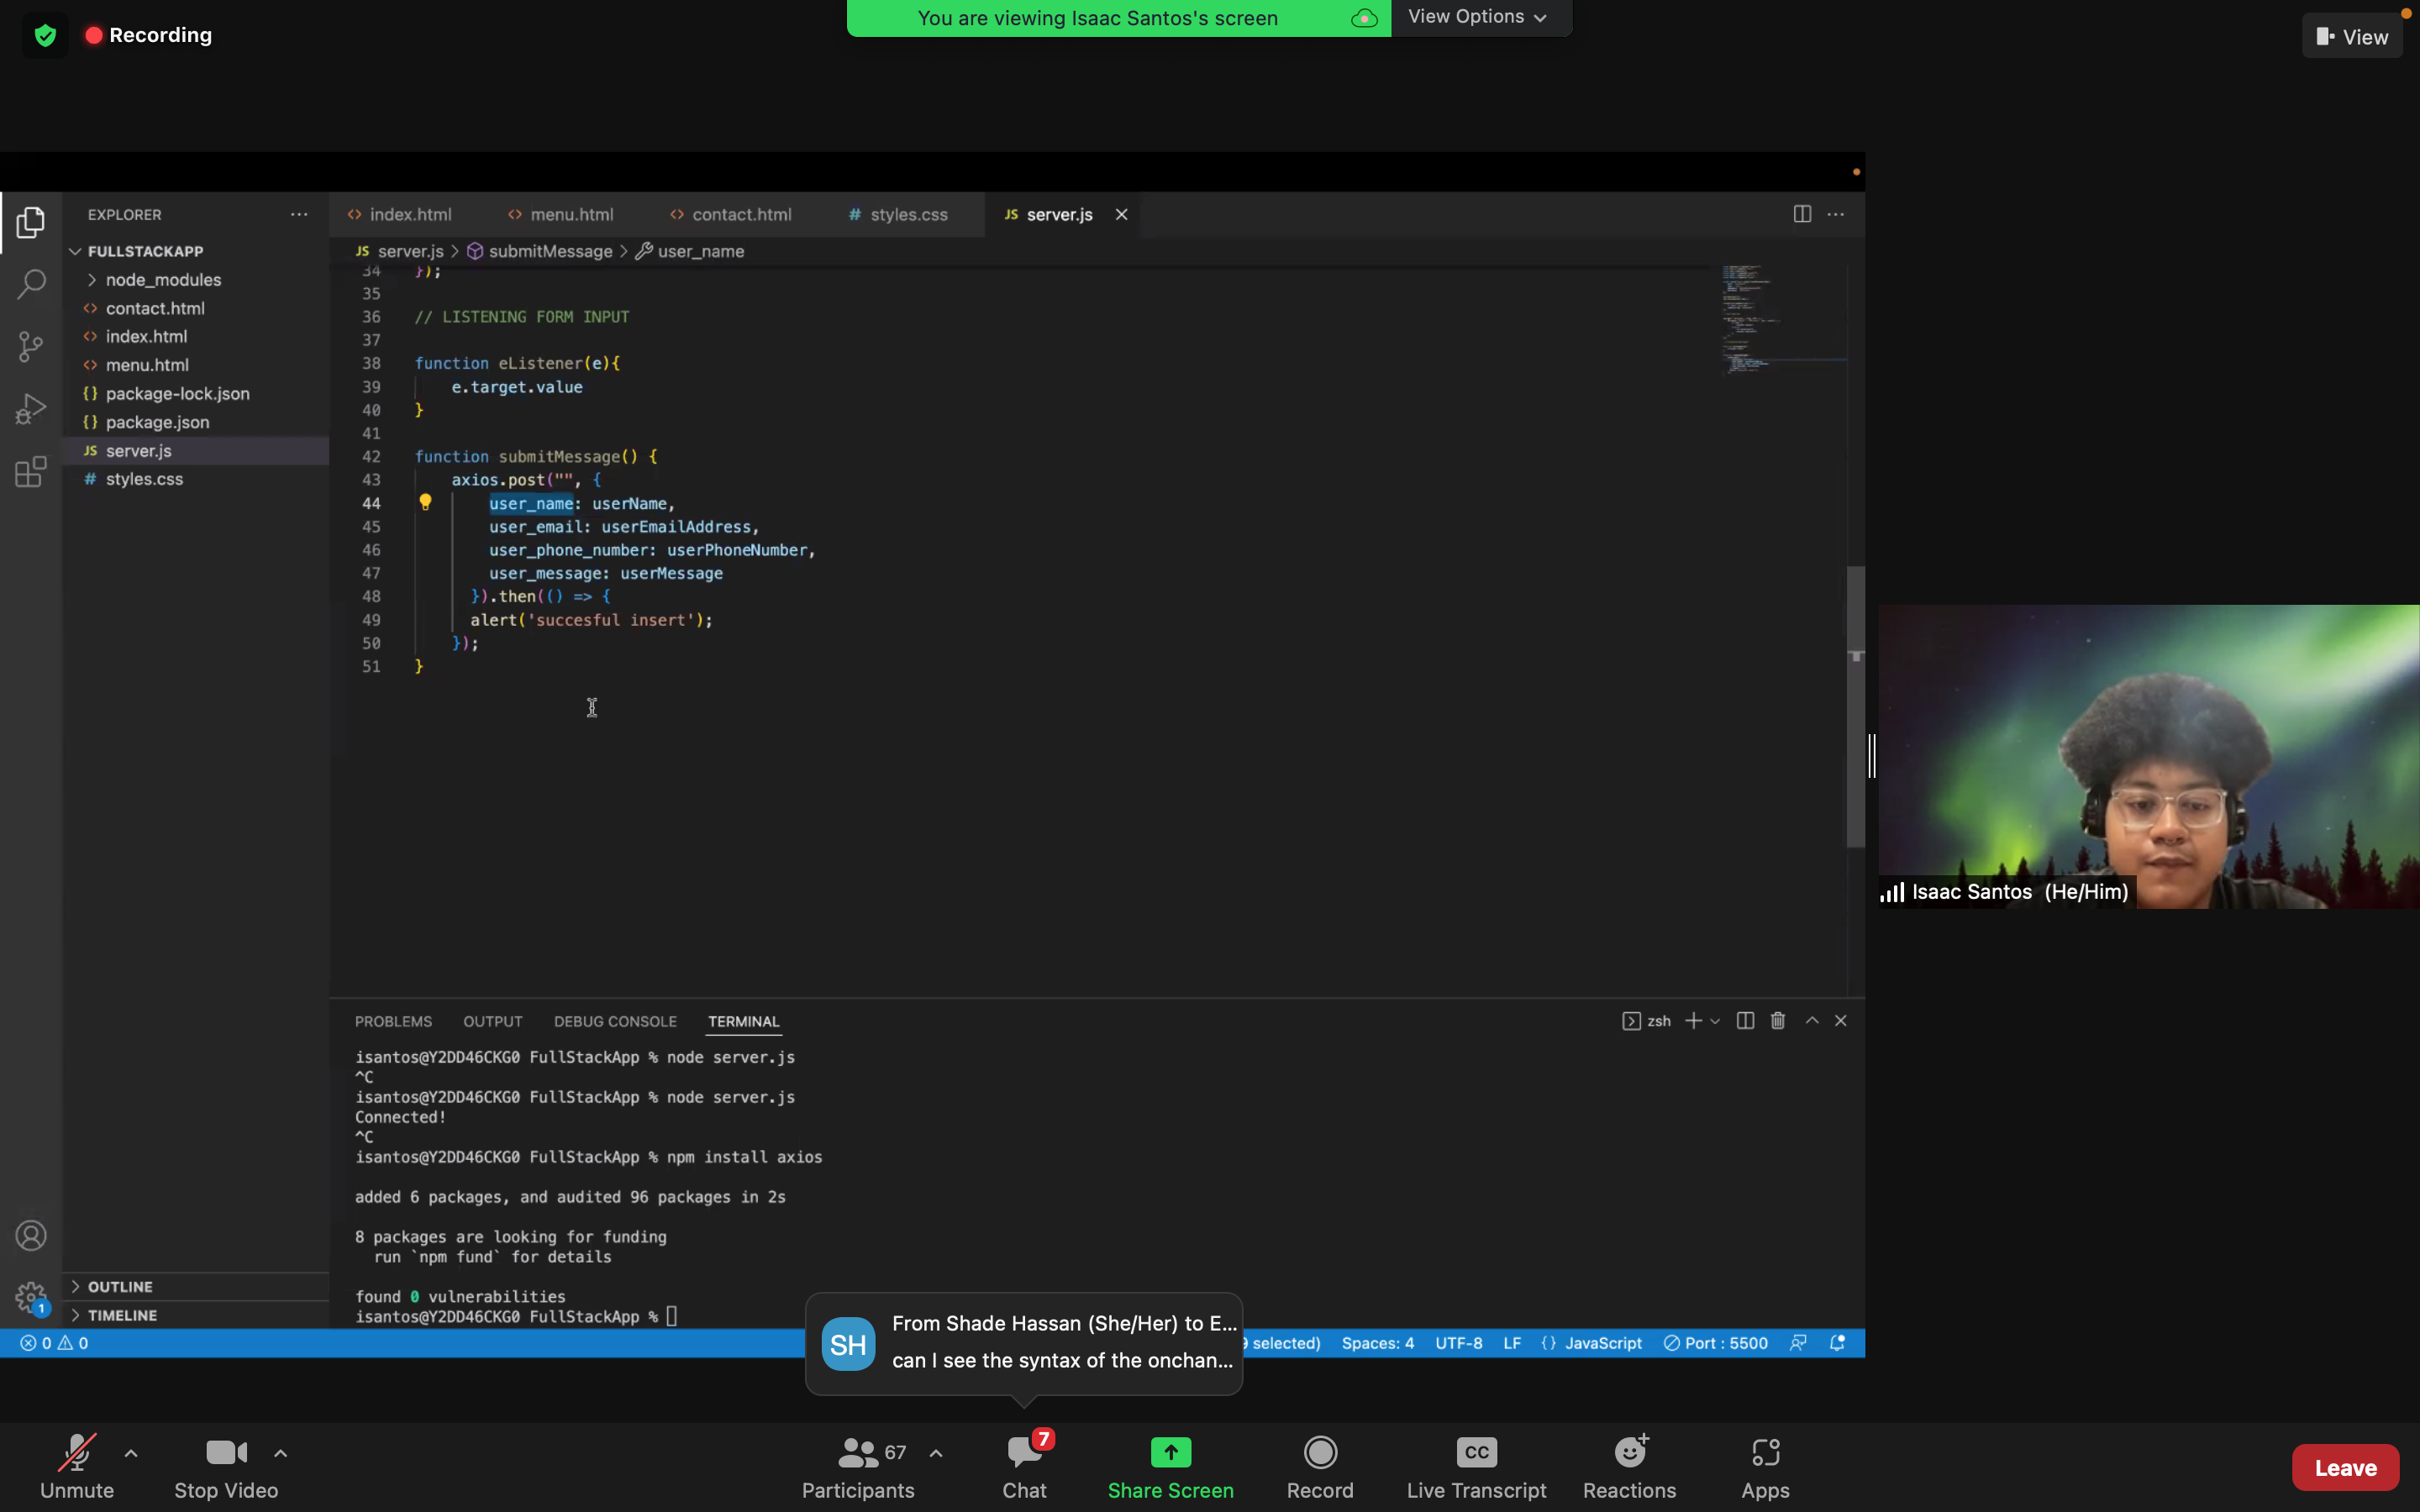 Recording
You are viewing Isaac Santos's screen
View Options
View
EXPLORER
index.html
menu.html
contact.html
# styles.css
JS server.js
FULLSTACKAPP
node_modules
contact.html
index.html
menu.html
{} package-lock.json
{} package.json
JS server.js
# styles.css
JS server.js > submitMessage > user_name
34 });
35
36 // LISTENING FORM INPUT
37
38 function eListener(e){
39 e.target.value
40 }
41
42 function submitMessage() {
43 axios.post("", {
44 user_name: userName,
45 user_email: userEmailAddress,
46 user_phone_number: userPhoneNumber,
47 user_message: userMessage
48 }).then(() => {
49 alert('succesful insert');
50 });
51 }
Isaac Santos (He/Him)
PROBLEMS OUTPUT DEBUG CONSOLE TERMINAL
zsh
isantos@Y2DD46CKG0 FullStackApp % node server.js
^C
isantos@Y2DD46CKG0 FullStackApp % node server.js
Connected!
^C
isantos@Y2DD46CKG0 FullStackApp % npm install axios
added 6 packages, and audited 96 packages in 2s
8 packages are looking for funding
run `npm fund` for details
found 0 vulnerabilities
isantos@Y2DD46CKG0 FullStackApp %
OUTLINE
TIMELINE
1
0 0
selected) Spaces: 4 UTF-8 LF {} JavaScript Port : 5500
SH
From Shade Hassan (She/Her) to E...
can I see the syntax of the onchan...
Unmute
Stop Video
67
Participants
7
Chat
Share Screen
Record
CC
Live Transcript
Reactions
Apps
Leave